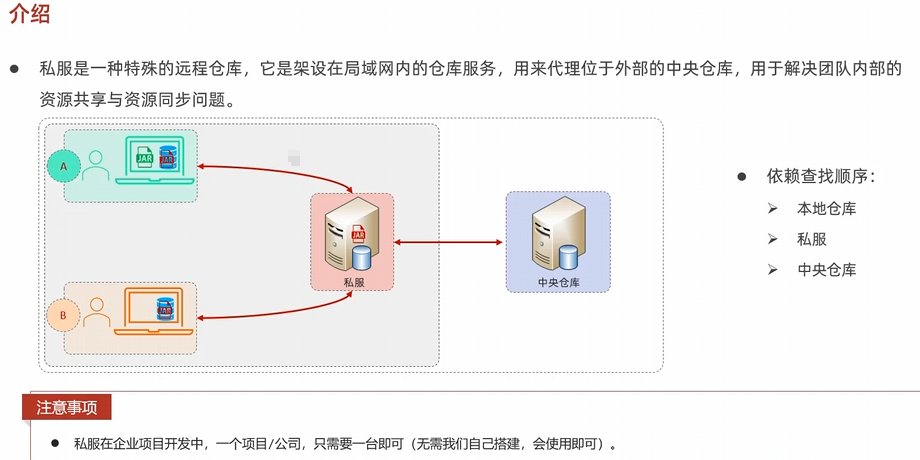 介绍
私服是一种特殊的远程仓库，它是架设在局域网内的仓库服务，用来代理位于外部的中央仓库，用于解决团队内部的
资源共享与资源同步问题。
A
JAR
JAR
JAR
私服
中央仓库
B
JAR
依赖查找顺序：
本地仓库
私服
中央仓库
注意事项
私服在企业项目开发中，一个项目/公司，只需要一台即可（无需我们自己搭建，会使用即可）。